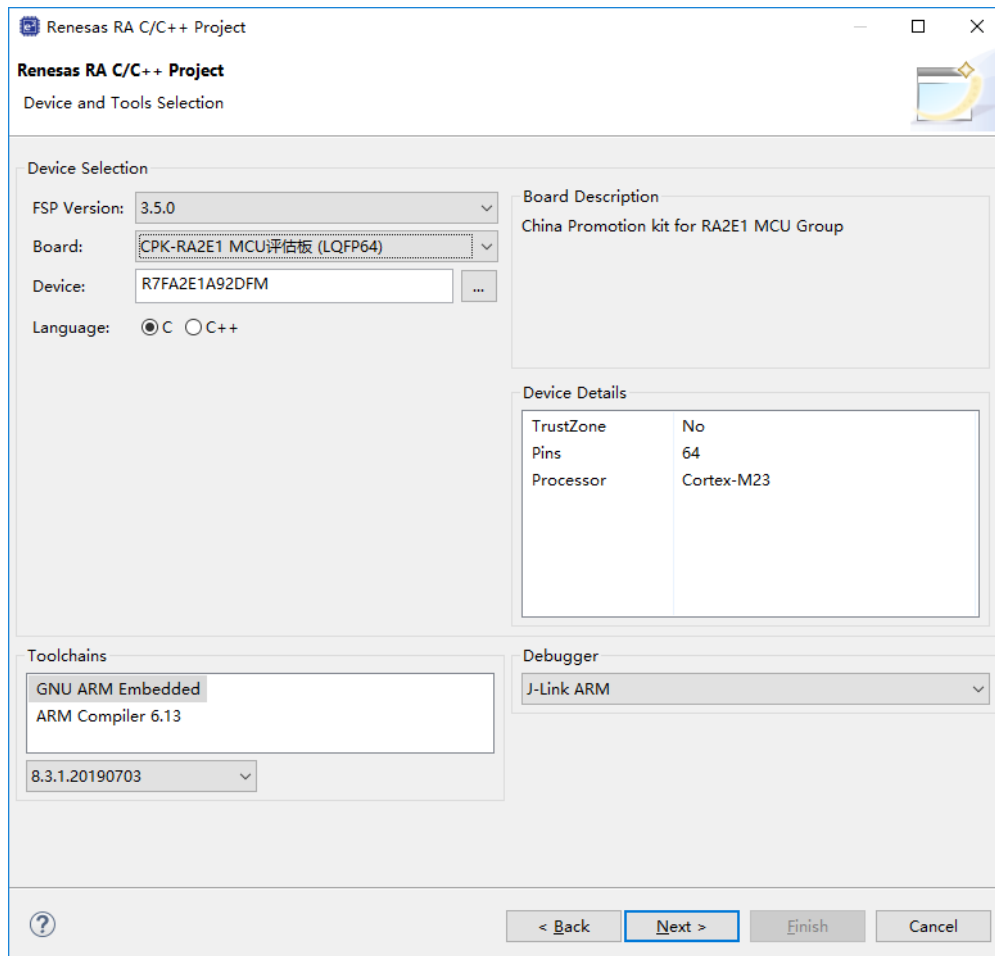 Renesas RA C/C++ Project
Renesas RA C/C++ Project
Device and Tools Selection
Device Selection
FSP Version: 3.5.0
Board: CPK-RA2E1 MCU评估板 (LQFP64)
Device: R7FA2E1A92DFM ...
Language: C C++
Board Description
China Promotion kit for RA2E1 MCU Group
Device Details
TrustZone No
Pins 64
Processor Cortex-M23
Toolchains
GNU ARM Embedded
ARM Compiler 6.13
8.3.1.20190703
Debugger
J-Link ARM
? < Back Next > Finish Cancel